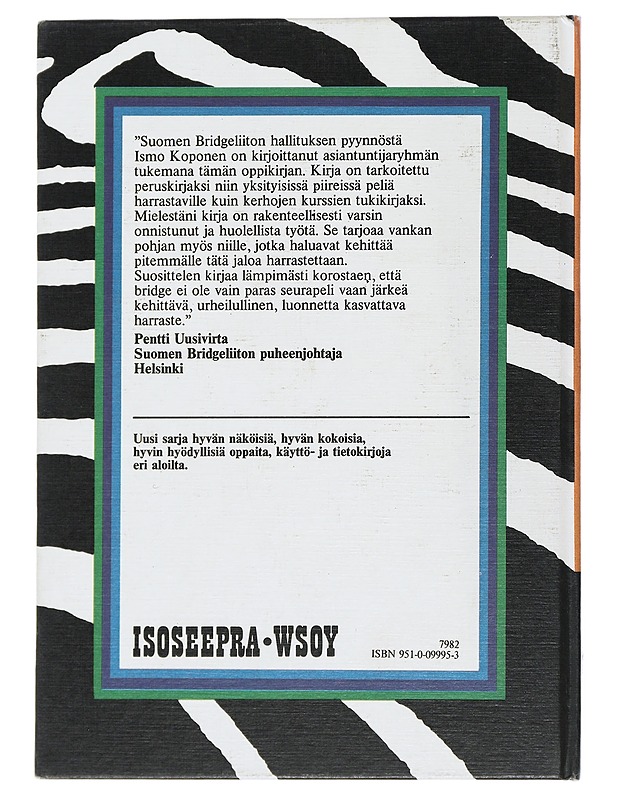 ”Suomen Bridgeliiton hallituksen pyynnöstä
Ismo Koponen on kirjoittanut asiantuntijaryhmän
tukemana tämän oppikirjan. Kirja on tarkoitettu
peruskirjaksi niin yksityisissä piireissä peliä
harrastaville kuin kerhojen kurssien tukikirjaksi.
Mielestäni kirja on rakenteellisesti varsin
onnistunut ja huolellista työtä. Se tarjoaa vankan
pohjan myös niille, jotka haluavat kehittää
pitemmälle tätä jaloa harrastettaan.
Suosittelen kirjaa lämpimästi korostaen, että
bridge ei ole vain paras seurapeli vaan järkeä
kehittävä, urheilullinen, luonnetta kasvattava
harraste.”
Pentti Uusivirta
Suomen Bridgeliiton puheenjohtaja
Helsinki
Uusi sarja hyvän näköisiä, hyvän kokoisia,
hyvin hyödyllisiä oppaita, käyttö- ja tietokirjoja
eri aloilta.
ISOSEEPRA•WSOY
7982
ISBN 951-0-09995-3